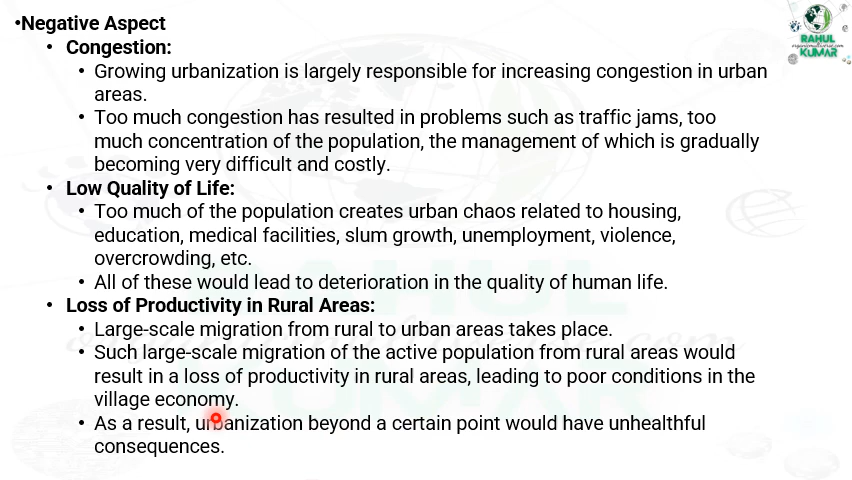 •Negative Aspect
• Congestion:
• Growing urbanization is largely responsible for increasing congestion in urban
areas.
• Too much congestion has resulted in problems such as traffic jams, too
much concentration of the population, the management of which is gradually
becoming very difficult and costly.
• Low Quality of Life:
• Too much of the population creates urban chaos related to housing,
education, medical facilities, slum growth, unemployment, violence,
overcrowding, etc.
• All of these would lead to deterioration in the quality of human life.
• Loss of Productivity in Rural Areas:
• Large-scale migration from rural to urban areas takes place.
• Such large-scale migration of the active population from rural areas would
result in a loss of productivity in rural areas, leading to poor conditions in the
village economy.
• As a result, urbanization beyond a certain point would have unhealthful
consequences.
RAHUL
KUMAR